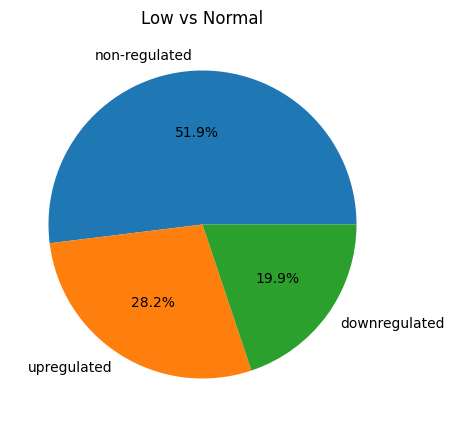 Low vs Normal
non-regulated
51.9%
19.9%
28.2%
downregulated
upregulated